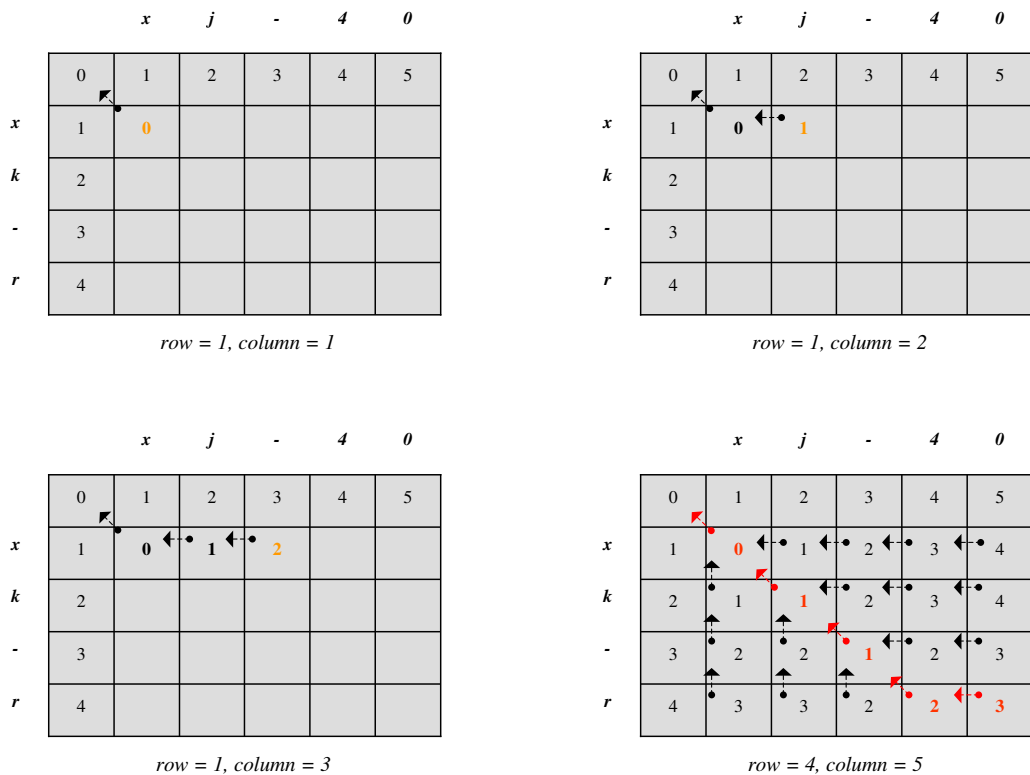 x j - 4 0
0 1 2 3 4 5
x 1 0
k 2
- 3
r 4
row = 1, column = 1
x j - 4 0
0 1 2 3 4 5
x 1 0 1
k 2
- 3
r 4
row = 1, column = 2
x j - 4 0
0 1 2 3 4 5
x 1 0 1 2
k 2
- 3
r 4
row = 1, column = 3
x j - 4 0
0 1 2 3 4 5
x 1 0 1 2 3 4
k 2 1 1 2 3 4
- 3 2 2 1 2 3
r 4 3 3 2 2 3
row = 4, column = 5